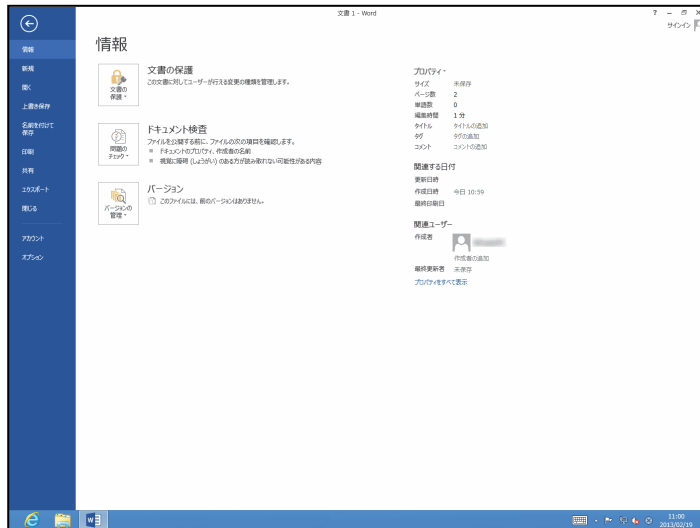 文書 1 - Word
サインイン
情報
新規
開く
上書き保存
名前を付けて
保存
印刷
共有
エクスポート
閉じる
アカウント
オプション
情報
文書の
保護
文書の保護
この文書に対してユーザーが行える変更の種類を管理します。
問題の
チェック
ドキュメント検査
ファイルを公開する前に、ファイルの次の項目を確認します。
ドキュメントのプロパティ、作成者の名前
視覚に障碍 (しょうがい) のある方が読み取れない可能性がある内容
バージョンの
管理
バージョン
このファイルには、前のバージョンはありません。
プロパティ
サイズ 未保存
ページ数 2
単語数 0
編集時間 1 分
タイトル タイトルの追加
タグ タグの追加
コメント コメントの追加
関連する日付
更新日時
作成日時 今日 10:59
最終印刷日
関連ユーザー
作成者
作成者の追加
最終更新者 未保存
プロパティをすべて表示
11:00
2013/02/19